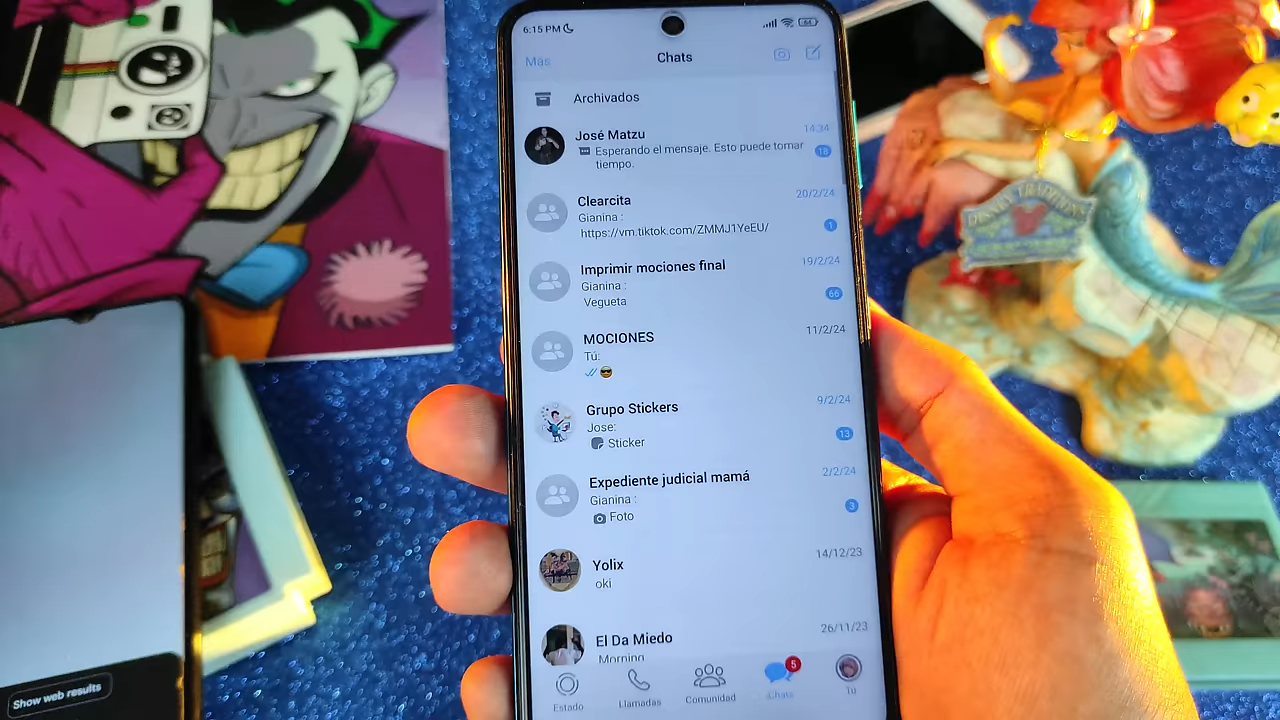 6:15 PM
64
Mas
Chats
Archivados
José Matzu
14:34
Esperando el mensaje. Esto puede tomar
tiempo.
18
Clearcita
20/2/24
Gianina :
https://vm.tiktok.com/ZMMJ1YeEU/
1
Imprimir mociones final
19/2/24
Gianina :
Vegueta
66
MOCIONES
11/2/24
Tú:
Grupo Stickers
9/2/24
Jose:
Sticker
13
Expediente judicial mamá
2/2/24
Gianina :
Foto
3
Yolix
14/12/23
oki
El Da Miedo
26/11/23
Morning
5
Estado
Llamadas
Comunidad
Chats
Tú
Show web results
DISNEY TRADITIONS